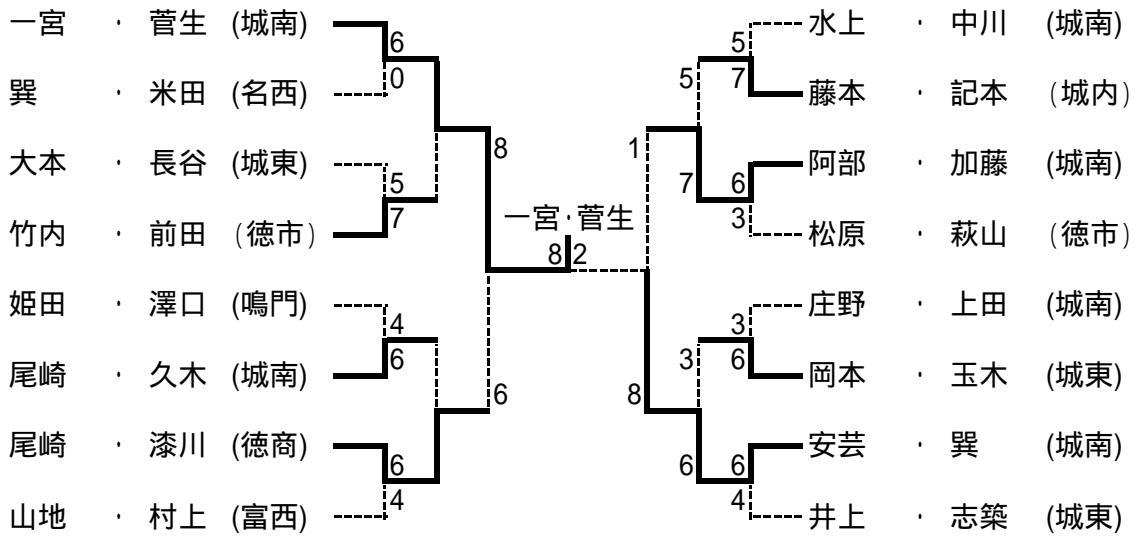 一宮 ・ 菅生 (城南)
6
0
巽 ・ 米田 (名西)
大本 ・ 長谷 (城東)
5
7
竹内 ・ 前田 (徳市)
8
姫田 ・ 澤口 (鳴門)
4
6
尾崎 ・ 久木 (城南)
尾崎 ・ 漆川 (徳商)
6
4
山地 ・ 村上 (富西)
6
一宮・菅生
8 2
水上 ・ 中川 (城南)
5
7
藤本 ・ 記本 (城内)
5
7
阿部 ・ 加藤 (城南)
6
3
松原 ・ 萩山 (徳市)
1
8
庄野 ・ 上田 (城南)
3
6
岡本 ・ 玉木 (城東)
3
6
安芸 ・ 巽 (城南)
6
4
井上 ・ 志築 (城東)